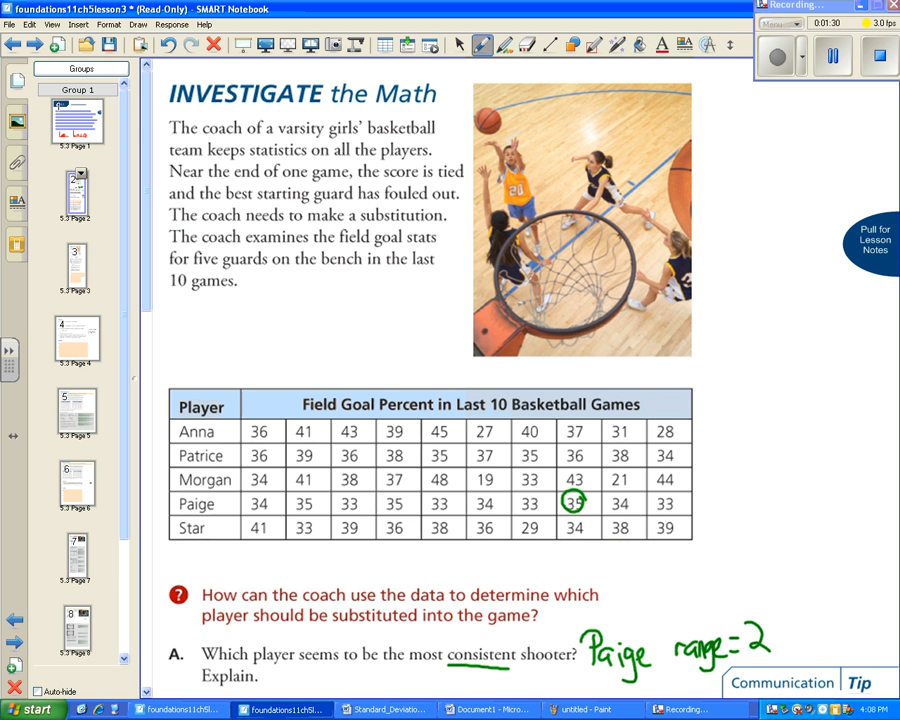 foundations11ch5lesson3 * (Read-Only) - SMART Notebook
Recording...
File Edit View Insert Format Draw Response Help
Menu
0:01:30
3.0 fps
Groups
Group 1
5.3 Page 1
2
5.3 Page 2
3
5.3 Page 3
4
5.3 Page 4
5
5.3 Page 5
6
5.3 Page 6
7
5.3 Page 7
8
5.3 Page 8
Auto-hide
INVESTIGATE the Math
The coach of a varsity girls' basketball
team keeps statistics on all the players.
Near the end of one game, the score is tied
and the best starting guard has fouled out.
The coach needs to make a substitution.
The coach examines the field goal stats
for five guards on the bench in the last
10 games.
20
Pull for
Lesson
Notes
Player Field Goal Percent in Last 10 Basketball Games
Anna 36 41 43 39 45 27 40 37 31 28
Patrice 36 39 36 38 35 37 35 36 38 34
Morgan 34 41 38 37 48 19 33 43 21 44
Paige 34 35 33 35 33 34 33 35 34 33
Star 41 33 39 36 38 36 29 34 38 39
? How can the coach use the data to determine which
player should be substituted into the game?
A. Which player seems to be the most consistent shooter? Paige range=2
Explain.
Communication Tip
start
foundations11ch5l...
foundations11ch5l...
Standard_Deviatio...
Document1 - Micro...
untitled - Paint
Recording...
4:08 PM